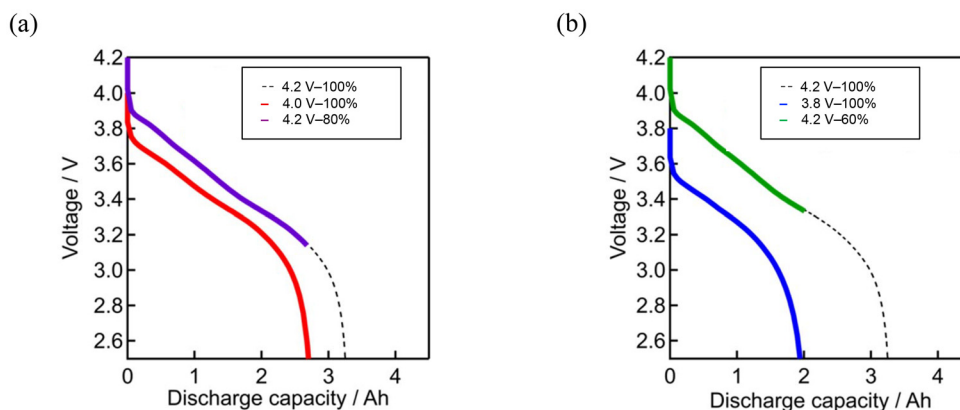 (a)
Voltage / V
4.2
4.0
3.8
3.6
3.4
3.2
3.0
2.8
2.6
4.2 V–100%
4.0 V–100%
4.2 V–80%
0 1 2 3 4
Discharge capacity / Ah
(b)
Voltage / V
4.2
4.0
3.8
3.6
3.4
3.2
3.0
2.8
2.6
4.2 V–100%
3.8 V–100%
4.2 V–60%
0 1 2 3 4
Discharge capacity / Ah